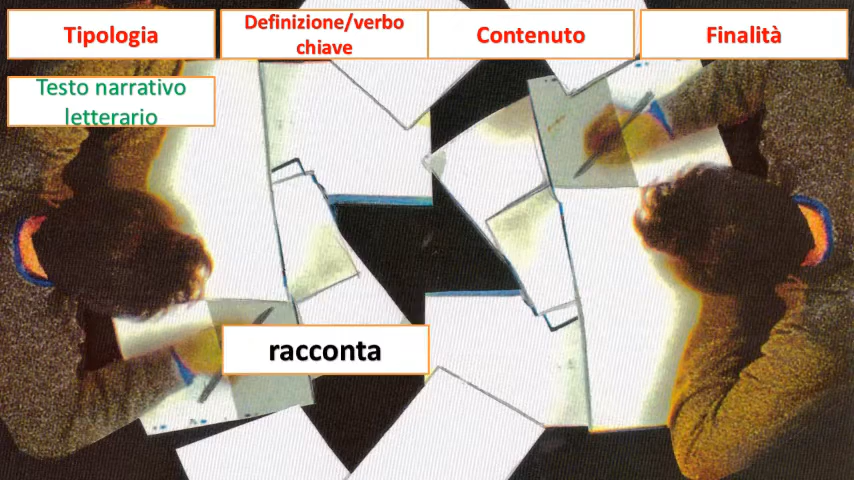 Tipologia
Definizione/verbo
chiave
Contenuto
Finalità
Testo narrativo
letterario
racconta